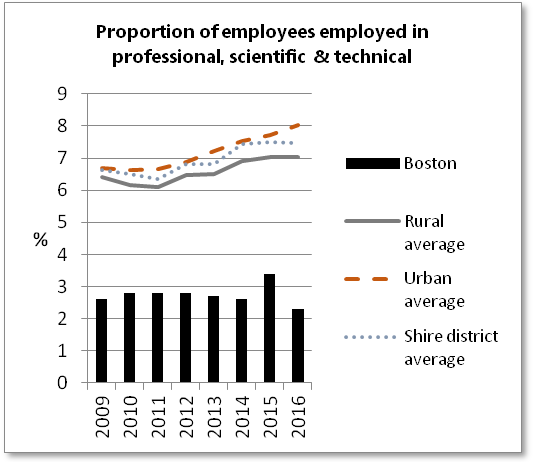 Proportion of employees employed in
professional, scientific & technical
9
8
7
6
5
4
3
2
1
0
%
2009
2010
2011
2012
2013
2014
2015
2016
Boston
Rural
average
Urban
average
Shire district
average